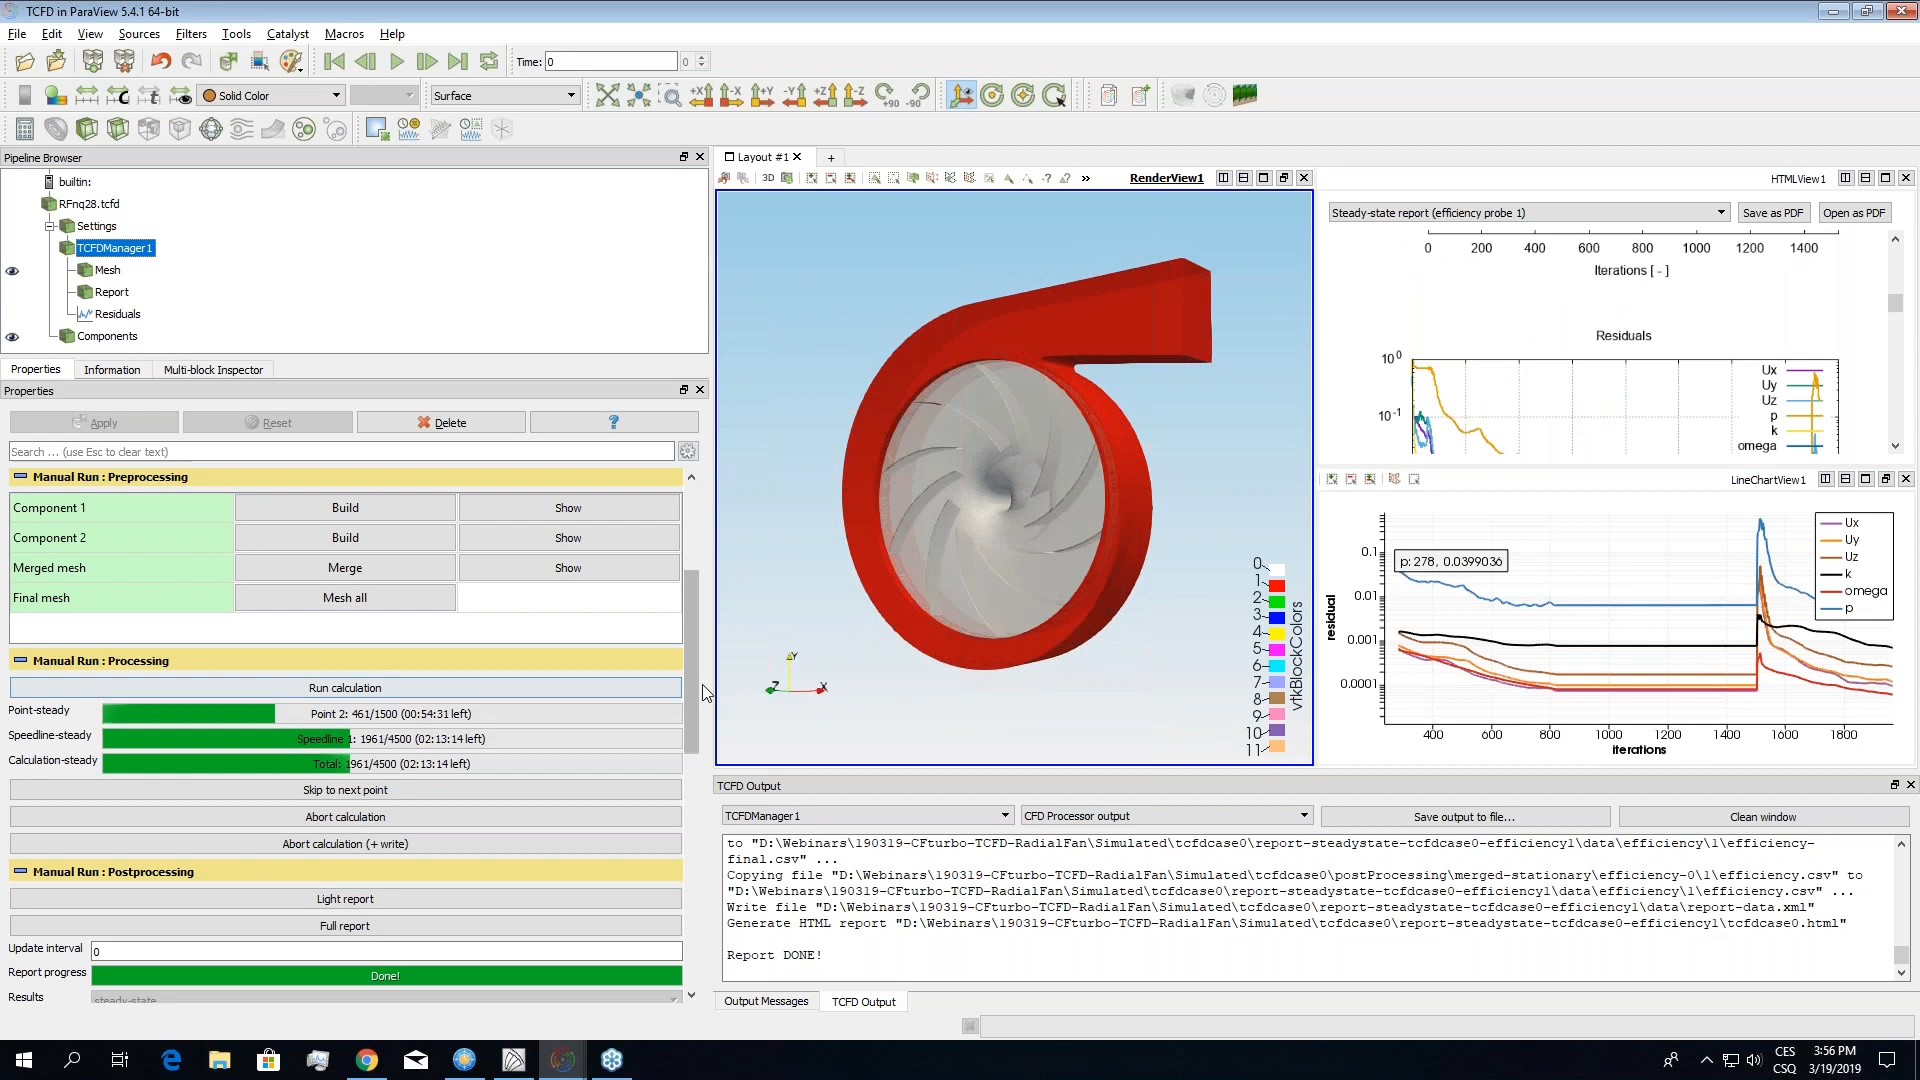 TCFD in ParaView 5.4.1 64-bit
File Edit View Sources Filters Tools Catalyst Macros Help
Time: 0 0
Solid Color Surface +X -X +Y -Y +Z -Z +90 -90
Pipeline Browser
builtin:
RFnq28.tcfd
Settings
TCFDManager1
Mesh
Report
Residuals
Components
Properties Information Multi-block Inspector
Properties
Apply Reset Delete ?
Search ... (use Esc to clear text)
Manual Run : Preprocessing
Component 1 Build Show
Component 2 Build Show
Merged mesh Merge Show
Final mesh Mesh all
Manual Run : Processing
Run calculation
Point-steady Point 2: 461/1500 (00:54:31 left)
Speedline-steady Speedline 1: 1961/4500 (02:13:14 left)
Calculation-steady Total: 1961/4500 (02:13:14 left)
Skip to next point
Abort calculation
Abort calculation (+ write)
Manual Run : Postprocessing
Light report
Full report
Update interval 0
Report progress Done!
Results steady-state
Layout #1 +
3D » RenderView1
Y
Z X
0
1
2
3
4
5
6
7
8
9
10
11
vtkBlockColors
HTMLView1
Steady-state report (efficiency probe 1) Save as PDF Open as PDF
0 200 400 600 800 1000 1200 1400
Iterations [ - ]
Residuals
10⁰
10⁻¹
Ux
Uy
Uz
p
k
omega
LineChartView1
p: 278, 0.0399036
0.1
0.01
0.001
0.0001
residual
400 600 800 1000 1200 1400 1600 1800
iterations
Ux
Uy
Uz
k
omega
p
TCFD Output
TCFDManager1 CFD Processor output Save output to file... Clean window
to "D:\Webinars\190319-CFturbo-TCFD-RadialFan\Simulated\tcfdcase0\report-steadystate-tcfdcase0-efficiency1\data\efficiency\1\efficiency-
final.csv" ...
Copying file "D:\Webinars\190319-CFturbo-TCFD-RadialFan\Simulated\tcfdcase0\postProcessing\merged-stationary\efficiency-0\1\efficiency.csv" to
"D:\Webinars\190319-CFturbo-TCFD-RadialFan\Simulated\tcfdcase0\report-steadystate-tcfdcase0-efficiency1\data\efficiency\1\efficiency.csv" ...
Write file "D:\Webinars\190319-CFturbo-TCFD-RadialFan\Simulated\tcfdcase0\report-steadystate-tcfdcase0-efficiency1\data\report-data.xml"
Generate HTML report "D:\Webinars\190319-CFturbo-TCFD-RadialFan\Simulated\tcfdcase0\report-steadystate-tcfdcase0-efficiency1\tcfdcase0.html"
Report DONE!
Output Messages TCFD Output
CES 3:56 PM
CSQ 3/19/2019